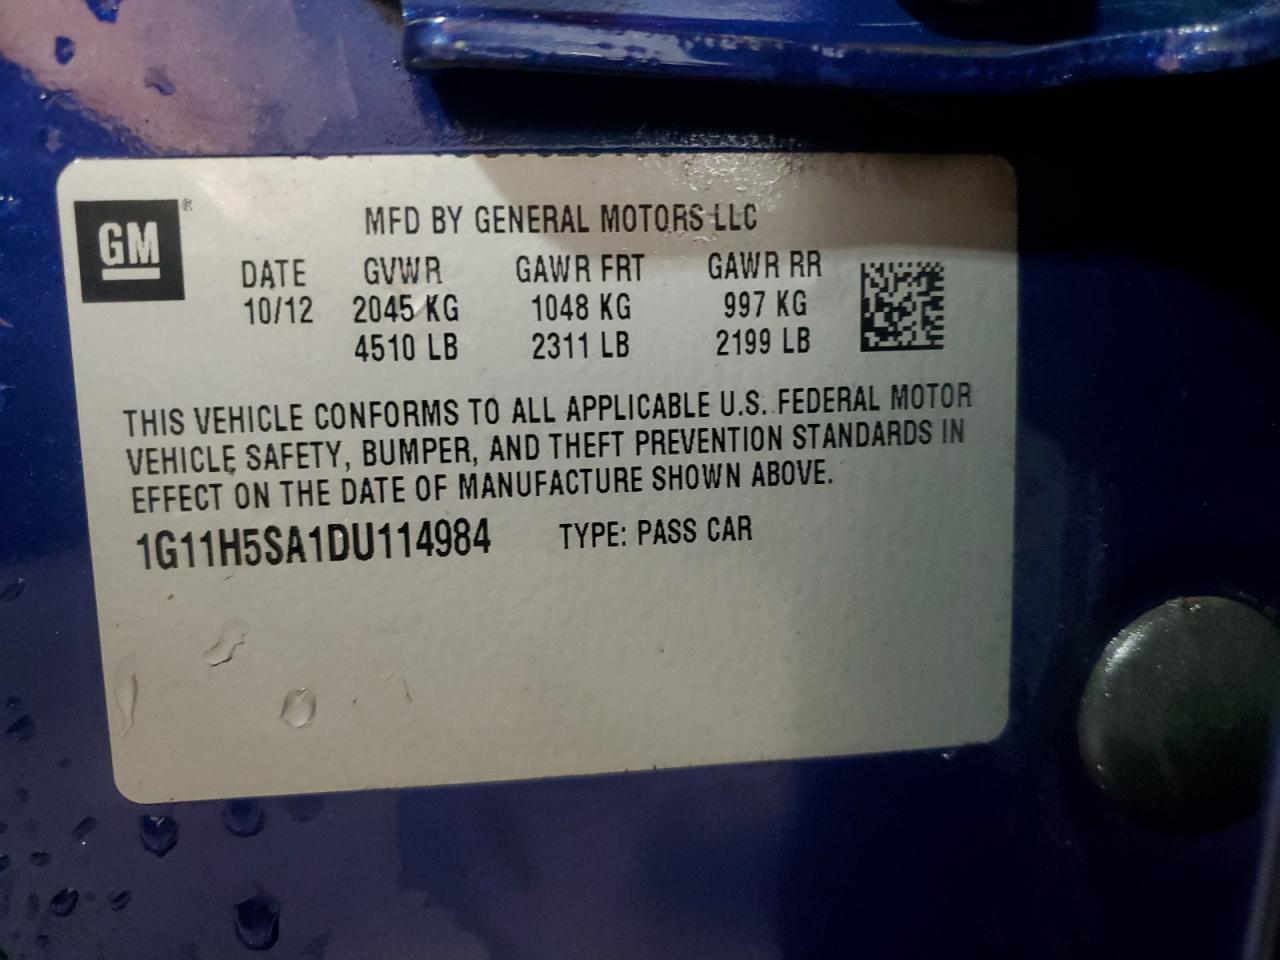 GM ®
MFD BY GENERAL MOTORS LLC
DATE GVWR GAWR FRT GAWR RR
10/12 2045 KG 1048 KG 997 KG
4510 LB 2311 LB 2199 LB
THIS VEHICLE CONFORMS TO ALL APPLICABLE U.S. FEDERAL MOTOR
VEHICLE SAFETY, BUMPER, AND THEFT PREVENTION STANDARDS IN
EFFECT ON THE DATE OF MANUFACTURE SHOWN ABOVE.
1G11H5SA1DU114984 TYPE: PASS CAR